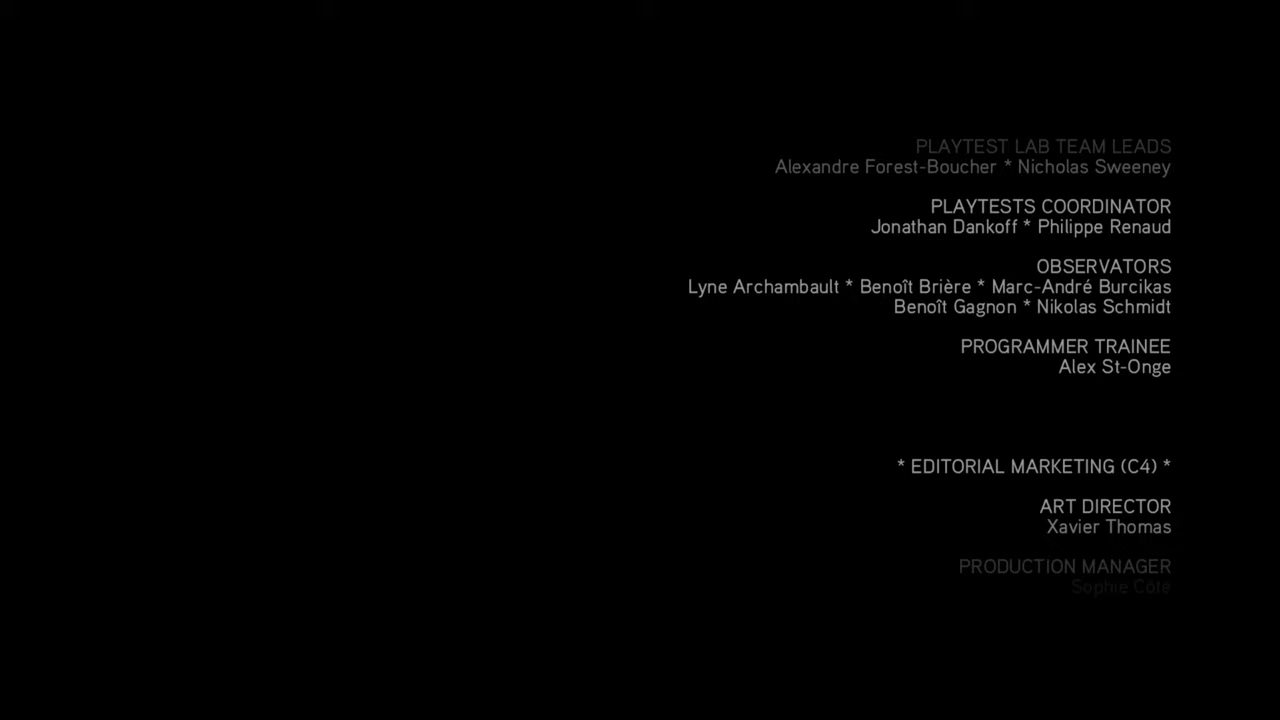 PLAYTEST LAB TEAM LEADS
Alexandre Forest-Boucher * Nicholas Sweeney
PLAYTESTS COORDINATOR
Jonathan Dankoff * Philippe Renaud
OBSERVATORS
Lyne Archambault * Benoît Brière * Marc-André Burcikas
Benoît Gagnon * Nikolas Schmidt
PROGRAMMER TRAINEE
Alex St-Onge
* EDITORIAL MARKETING (C4) *
ART DIRECTOR
Xavier Thomas
PRODUCTION MANAGER
Sophie Côté